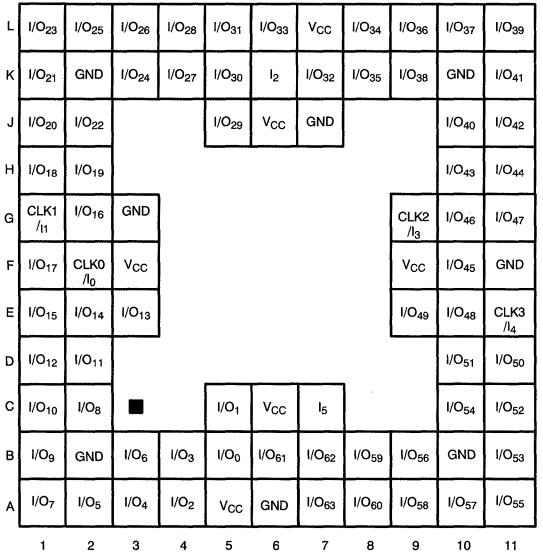 L I/O23 I/O25 I/O26 I/O28 I/O31 I/O33 VCC I/O34 I/O36 I/O37 I/O39
K I/O21 GND I/O24 I/O27 I/O30 I2 I/O32 I/O35 I/O38 GND I/O41
J I/O20 I/O22 I/O29 VCC GND I/O40 I/O42
H I/O18 I/O19 I/O43 I/O44
G CLK1 /I1 I/O16 GND CLK2 /I3 I/O46 I/O47
F I/O17 CLK0 /I0 VCC VCC I/O45 GND
E I/O15 I/O14 I/O13 I/O49 I/O48 CLK3 /I4
D I/O12 I/O11 I/O51 I/O50
C I/O10 I/O8 I/O1 VCC I5 I/O54 I/O52
B I/O9 GND I/O6 I/O3 I/O0 I/O61 I/O62 I/O59 I/O56 GND I/O53
A I/O7 I/O5 I/O4 I/O2 VCC GND I/O63 I/O60 I/O58 I/O57 I/O55
1 2 3 4 5 6 7 8 9 10 11